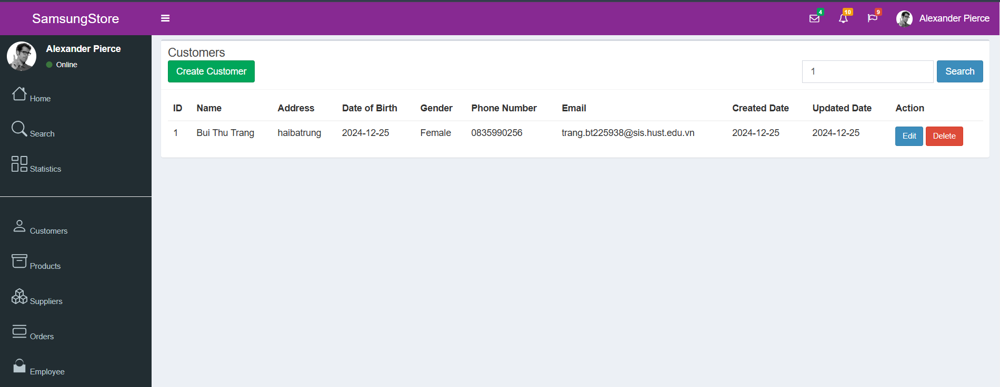 SamsungStore
4
10
9
Alexander Pierce
Alexander Pierce
Online
Home
Search
Statistics
Customers
Products
Suppliers
Orders
Employee
Customers
Create Customer
1
Search
ID Name Address Date of Birth Gender Phone Number Email Created Date Updated Date Action
1 Bui Thu Trang haibatrung 2024-12-25 Female 0835990256 trang.bt225938@sis.hust.edu.vn 2024-12-25 2024-12-25 Edit Delete